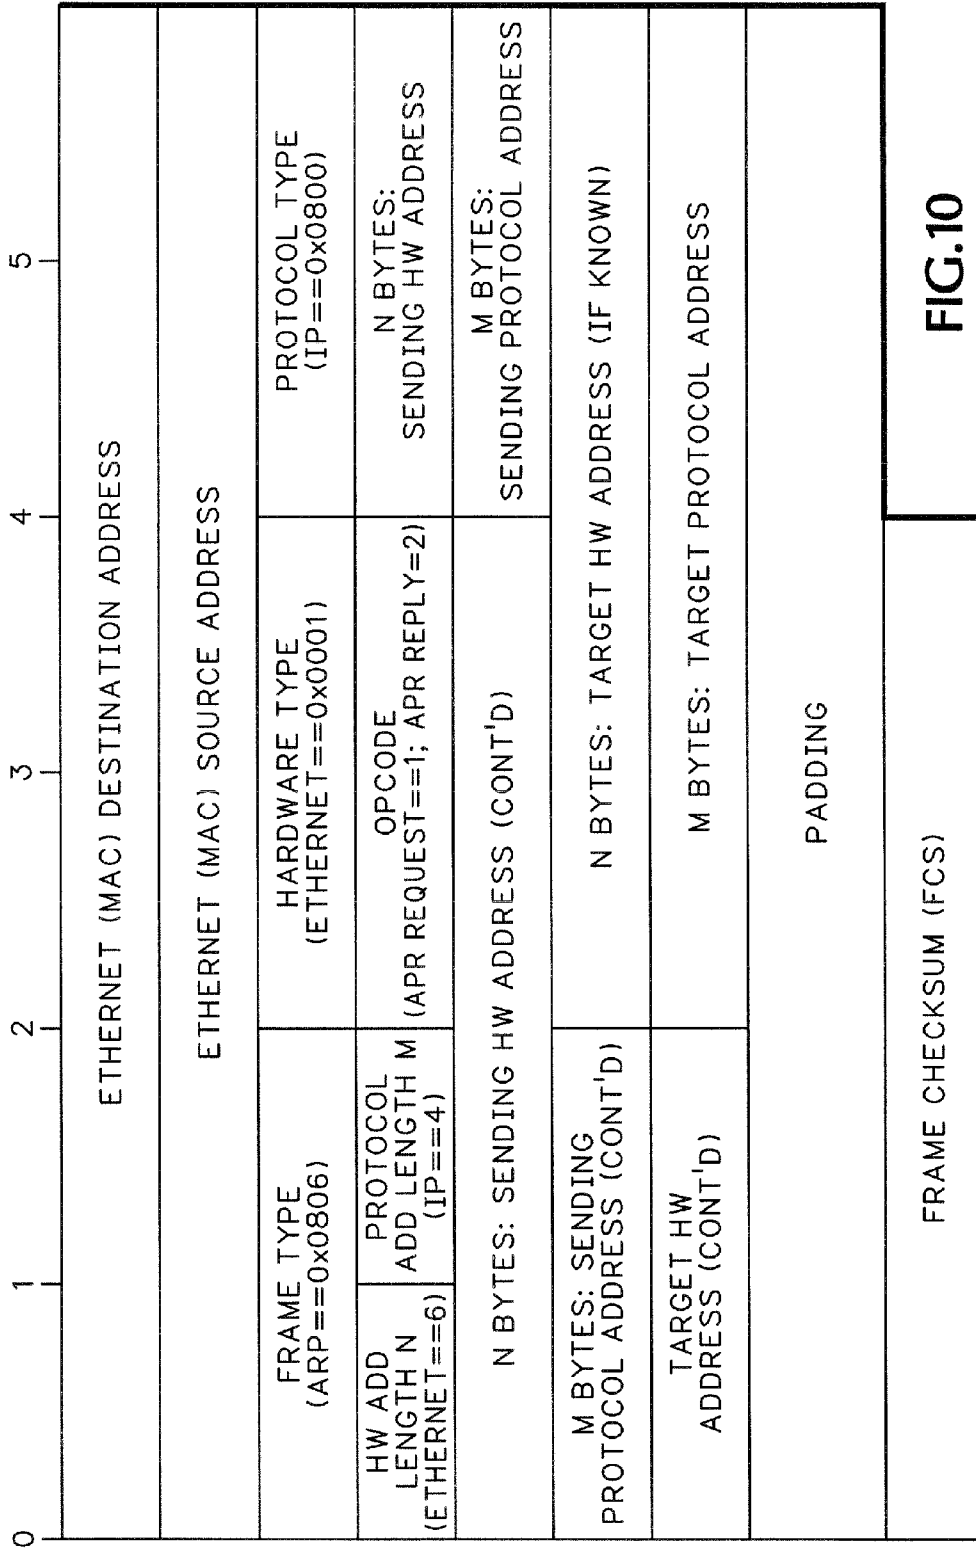 0 1 2 3 4 5
ETHERNET (MAC) DESTINATION ADDRESS
ETHERNET (MAC) SOURCE ADDRESS
FRAME TYPE
(ARP==0x0806)
HARDWARE TYPE
(ETHERNET==0x0001)
PROTOCOL TYPE
(IP==0x0800)
HW ADD
LENGTH N
(ETHERNET==6)
PROTOCOL
ADD LENGTH M
(IP==4)
OPCODE
(APR REQUEST==1; APR REPLY=2)
N BYTES:
SENDING HW ADDRESS
N BYTES: SENDING HW ADDRESS (CONT'D)
M BYTES:
SENDING PROTOCOL ADDRESS
M BYTES: SENDING
PROTOCOL ADDRESS (CONT'D)
N BYTES: TARGET HW ADDRESS (IF KNOWN)
TARGET HW
ADDRESS (CONT'D)
M BYTES: TARGET PROTOCOL ADDRESS
PADDING
FRAME CHECKSUM (FCS)
FIG.10